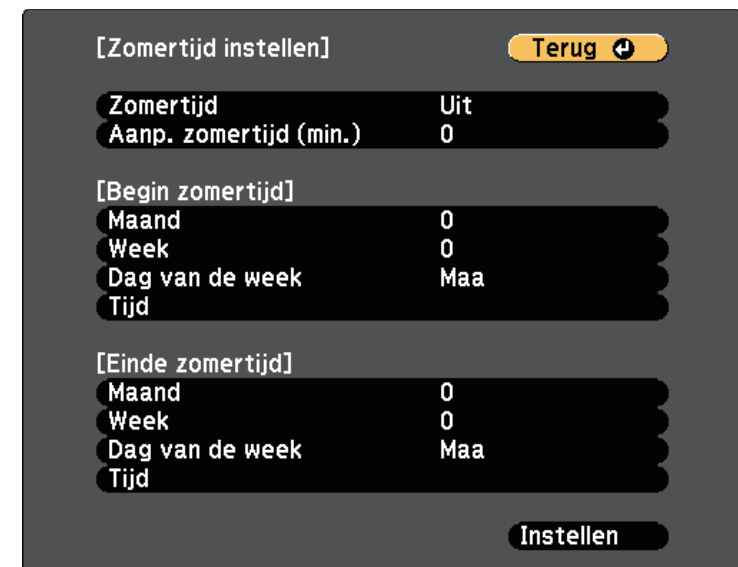 [Zomertijd instellen] Terug
Zomertijd Uit
Aanp. zomertijd (min.) 0
[Begin zomertijd]
Maand 0
Week 0
Dag van de week Maa
Tijd
[Einde zomertijd]
Maand 0
Week 0
Dag van de week Maa
Tijd
Instellen